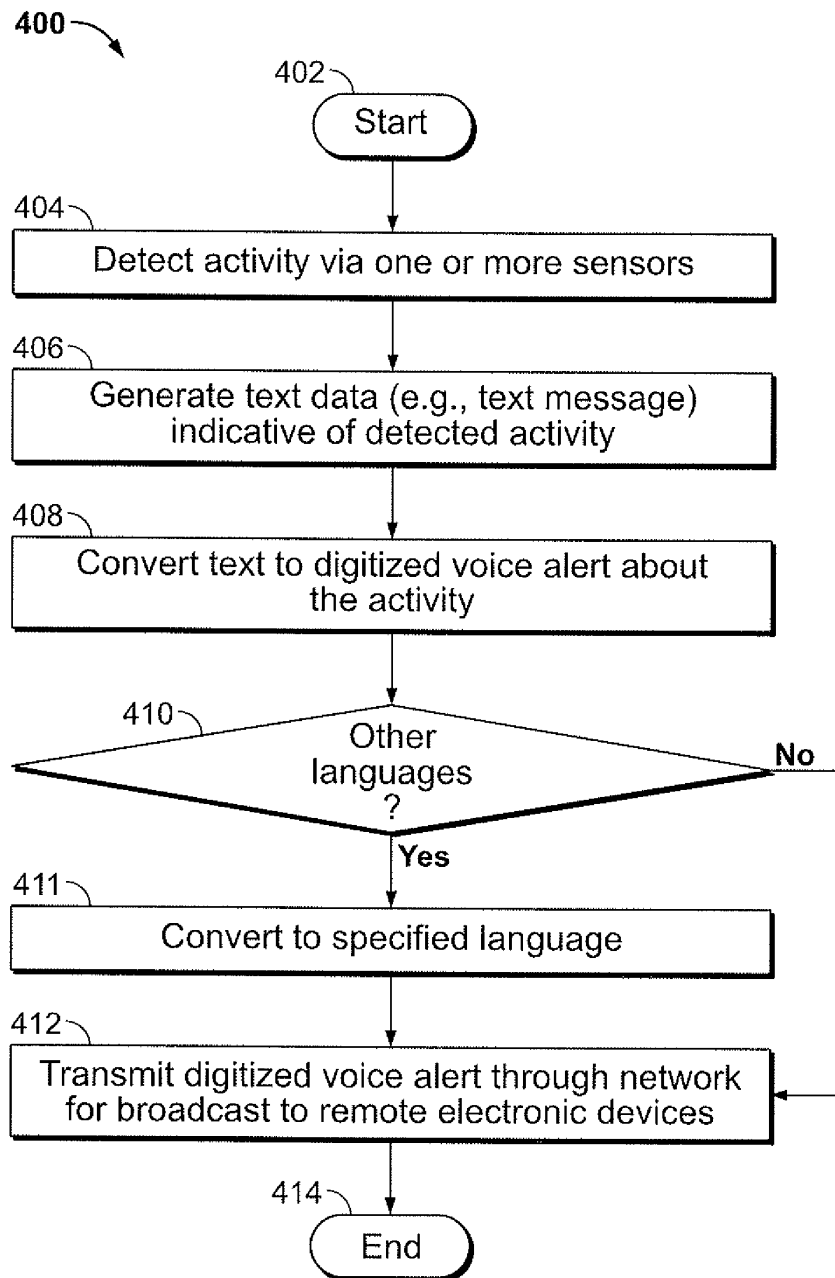 400
402
Start
404
Detect activity via one or more sensors
406
Generate text data (e.g., text message)
indicative of detected activity
408
Convert text to digitized voice alert about
the activity
410
Other
languages
?
No
Yes
411
Convert to specified language
412
Transmit digitized voice alert through network
for broadcast to remote electronic devices
414
End